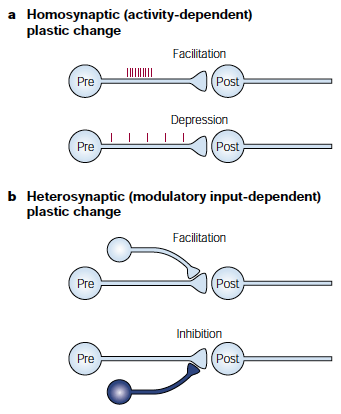 a Homosynaptic (activity-dependent)
plastic change
Facilitation
Pre Post
Depression
Pre Post
b Heterosynaptic (modulatory input-dependent)
plastic change
Facilitation
Pre Post
Inhibition
Pre Post